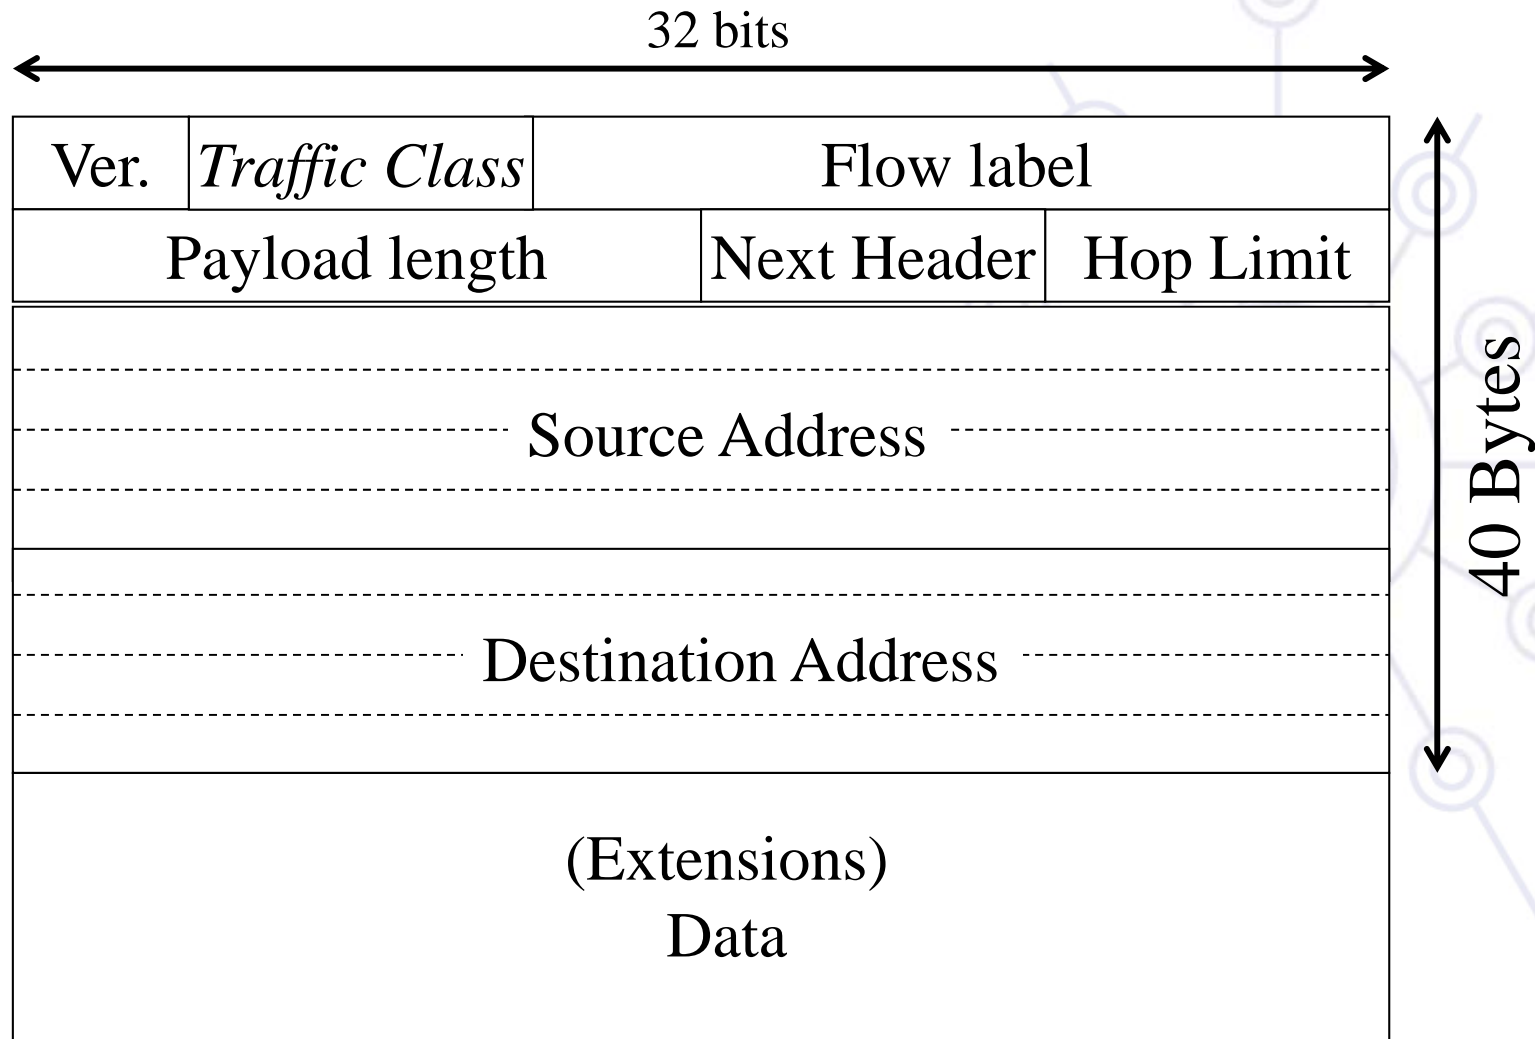 32 bits
Ver. Traffic Class Flow label
Payload length Next Header Hop Limit
Source Address
40 Bytes
Destination Address
(Extensions)
Data